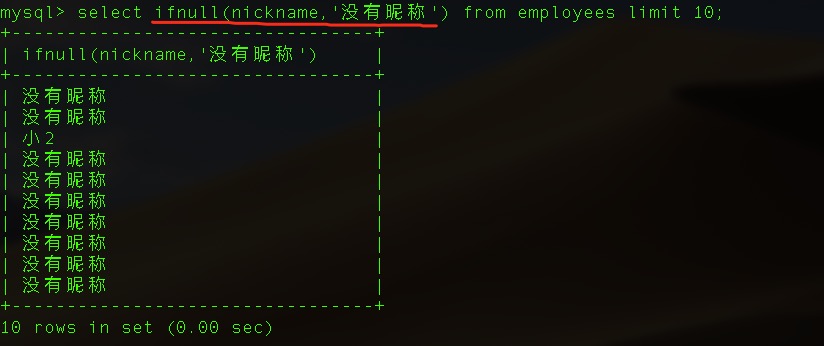 mysql> select ifnull(nickname,'没有昵称') from employees limit 10;
+----------------------------------+
| ifnull(nickname,'没有昵称')      |
+----------------------------------+
| 没有昵称                         |
| 没有昵称                         |
| 小2                              |
| 没有昵称                         |
| 没有昵称                         |
| 没有昵称                         |
| 没有昵称                         |
| 没有昵称                         |
| 没有昵称                         |
| 没有昵称                         |
+----------------------------------+
10 rows in set (0.00 sec)